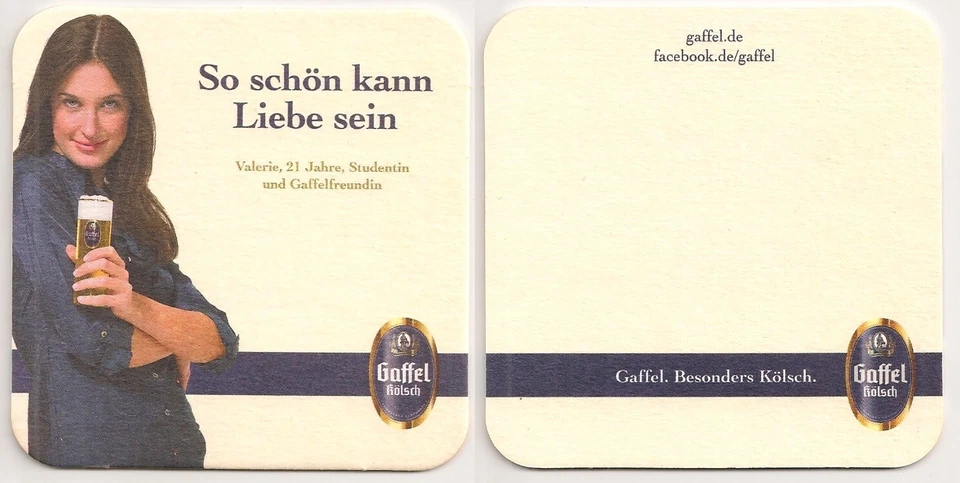 So schön kann
Liebe sein
Valerie, 21 Jahre, Studentin
und Gaffelfreundin
Gaffel
Kölsch
gaffel.de
facebook.de/gaffel
Gaffel. Besonders Kölsch.
Gaffel
Kölsch